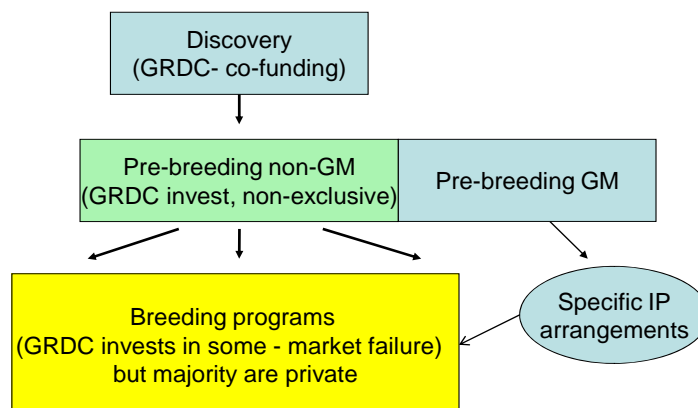 Discovery
(GRDC- co-funding)
Pre-breeding non-GM
(GRDC invest, non-exclusive)
Pre-breeding GM
Specific IP
arrangements
Breeding programs
(GRDC invests in some - market failure)
but majority are private